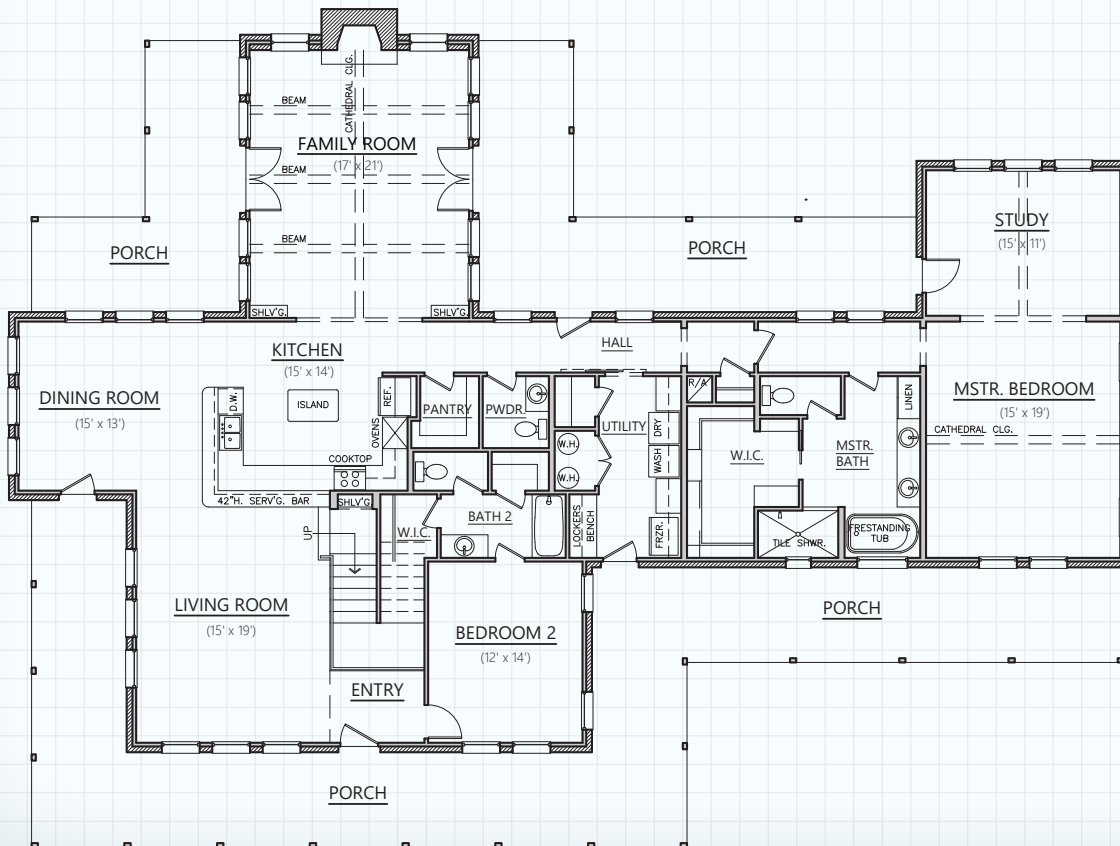 CATHEDRAL CLG.
BEAM
FAMILY ROOM
(17' x 21')
BEAM
BEAM
PORCH
PORCH
STUDY
(15' x 11')
SHLV'G.
SHLV'G.
KITCHEN
(15' x 14')
HALL
DINING ROOM
(15' x 13')
D.W.
ISLAND
REF.
OVENS
COOKTOP
PANTRY
PWDR.
W.H.
W.H.
UTILITY
DRY
WASH
FRZR.
R/A
W.I.C.
MSTR.
BATH
LINEN
MSTR. BEDROOM
(15' x 19')
CATHEDRAL CLG.
42"H. SERV'G. BAR
SHLV'G.
UP
W.I.C.
BATH 2
LOCKERS
BENCH
TILE SHWR.
FRESTANDING
TUB
LIVING ROOM
(15' x 19')
BEDROOM 2
(12' x 14')
PORCH
ENTRY
PORCH